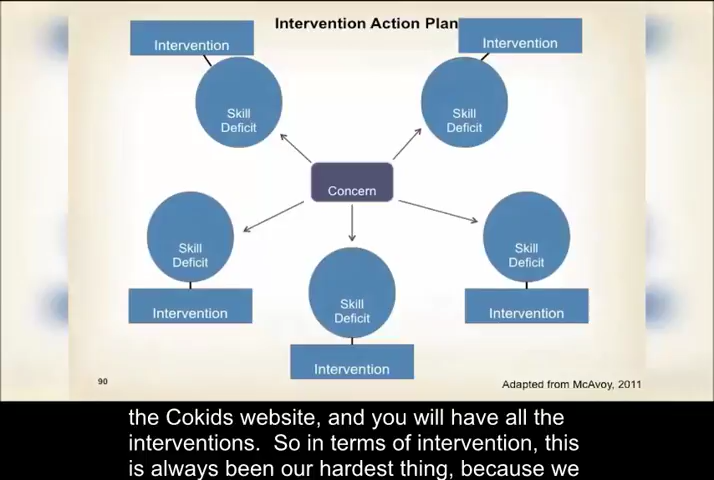 Intervention Action Plan
Intervention
Intervention
Skill
Deficit
Skill
Deficit
Concern
Skill
Deficit
Skill
Deficit
Skill
Deficit
Intervention
Intervention
Intervention
90
Adapted from McAvoy, 2011
the Cokids website, and you will have all the
interventions.  So in terms of intervention, this
is always been our hardest thing, because we